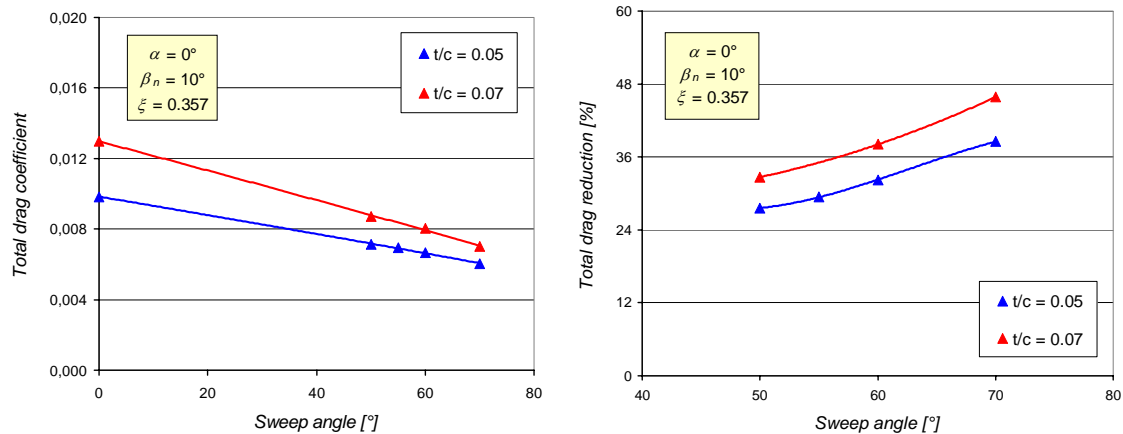 0,020
0,016
0,012
0,008
0,004
0,000
Total drag coefficient
α = 0°
βn = 10°
ξ = 0.357
t/c = 0.05
t/c = 0.07
0 20 40 60 80
Sweep angle [°]
60
48
36
24
12
0
Total drag reduction [%]
α = 0°
βn = 10°
ξ = 0.357
t/c = 0.05
t/c = 0.07
40 50 60 70 80
Sweep angle [°]